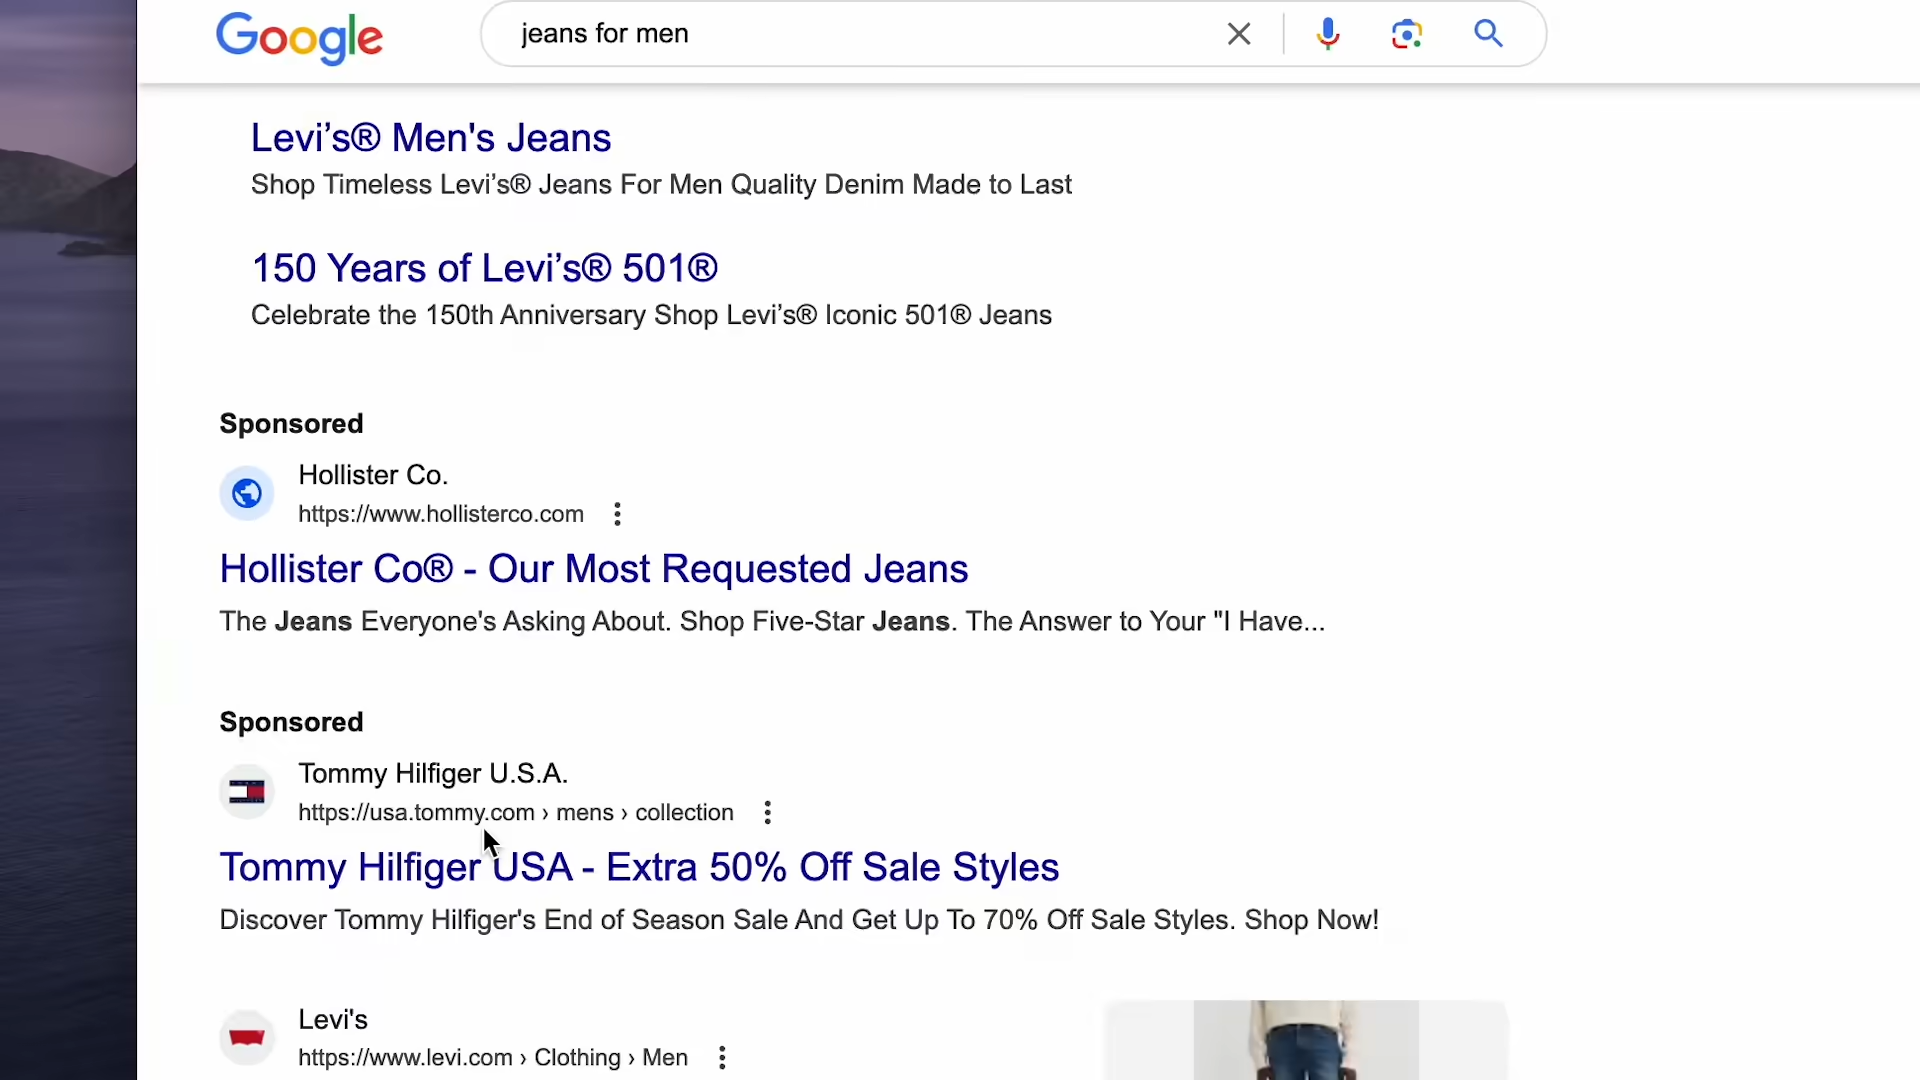 Google
jeans for men
Levi’s® Men's Jeans
Shop Timeless Levi’s® Jeans For Men Quality Denim Made to Last
150 Years of Levi’s® 501®
Celebrate the 150th Anniversary Shop Levi’s® Iconic 501® Jeans
Sponsored
Hollister Co.
https://www.hollisterco.com
Hollister Co® - Our Most Requested Jeans
The Jeans Everyone's Asking About. Shop Five-Star Jeans. The Answer to Your "I Have...
Sponsored
Tommy Hilfiger U.S.A.
https://usa.tommy.com › mens › collection
Tommy Hilfiger USA - Extra 50% Off Sale Styles
Discover Tommy Hilfiger's End of Season Sale And Get Up To 70% Off Sale Styles. Shop Now!
Levi's
https://www.levi.com › Clothing › Men